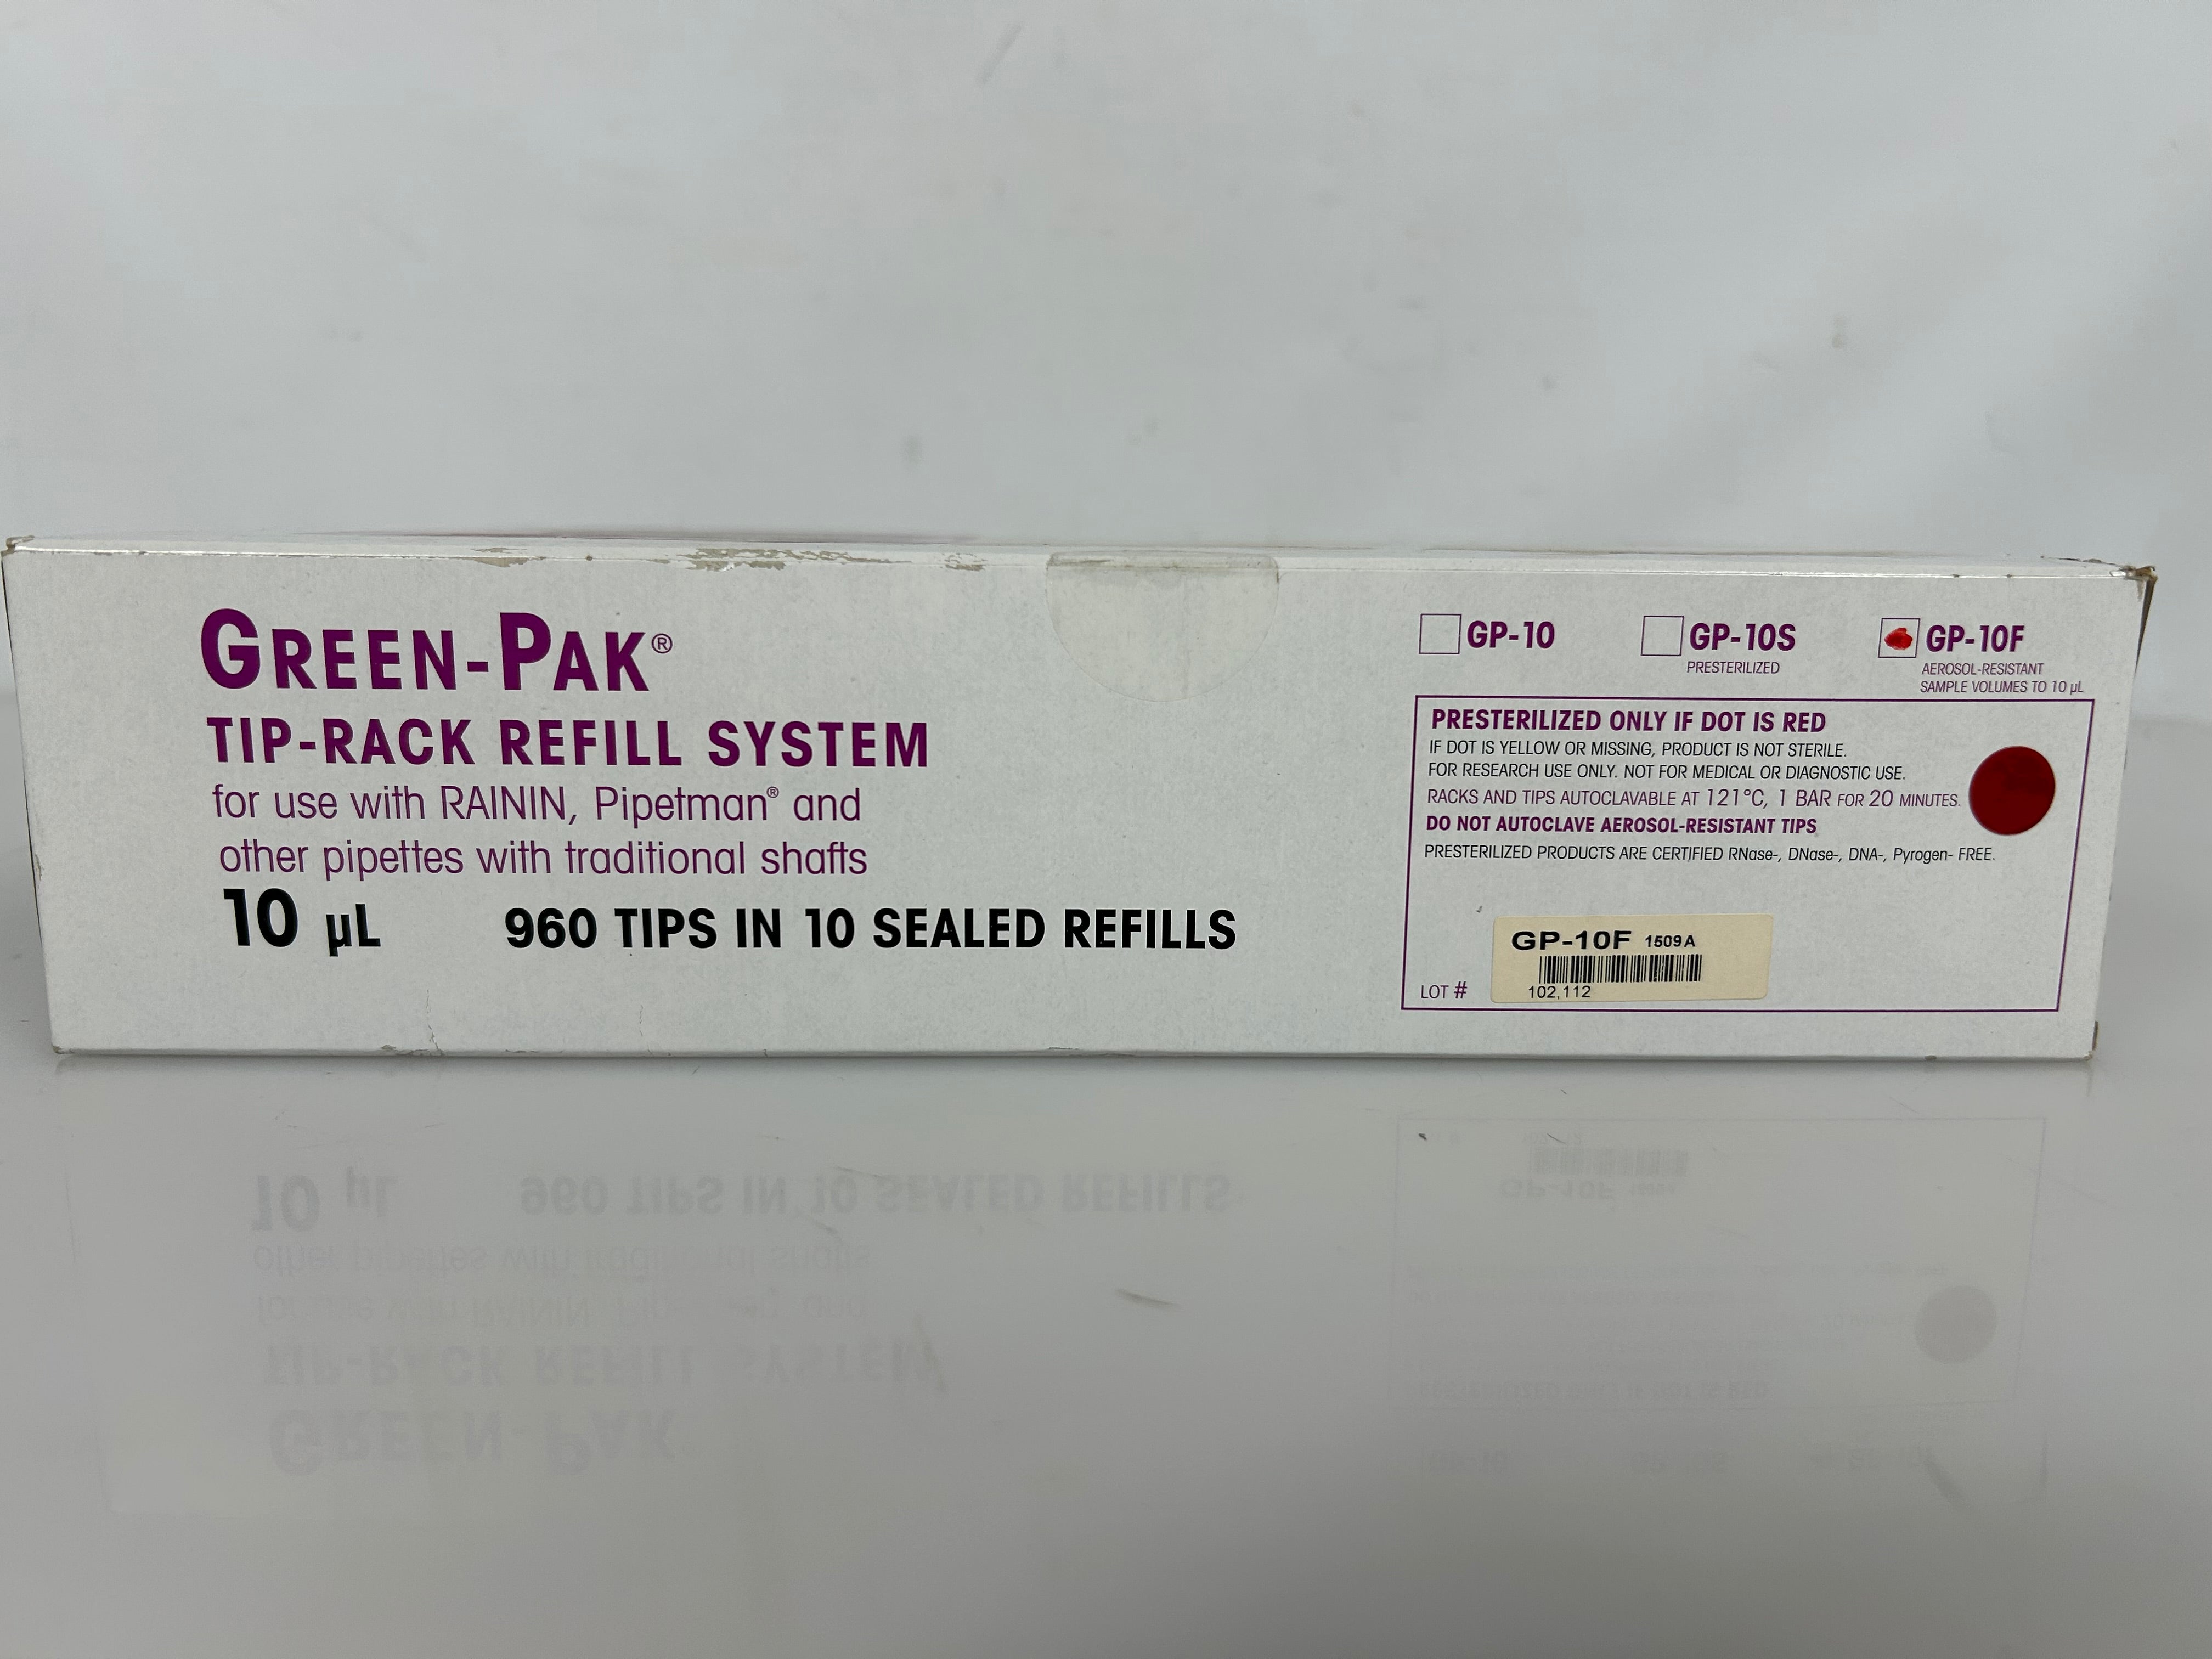 GREEN-PAK®
TIP-RACK REFILL SYSTEM
for use with RAININ, Pipetman® and
other pipettes with traditional shafts
10 µL 960 TIPS IN 10 SEALED REFILLS
GP-10 GP-10S GP-10F
PRESTERILIZED AEROSOL-RESISTANT
SAMPLE VOLUMES TO 10 µL
PRESTERILIZED ONLY IF DOT IS RED
IF DOT IS YELLOW OR MISSING, PRODUCT IS NOT STERILE.
FOR RESEARCH USE ONLY. NOT FOR MEDICAL OR DIAGNOSTIC USE.
RACKS AND TIPS AUTOCLAVABLE AT 121°C, 1 BAR FOR 20 MINUTES.
DO NOT AUTOCLAVE AEROSOL-RESISTANT TIPS
PRESTERILIZED PRODUCTS ARE CERTIFIED RNase-, DNase-, DNA-, Pyrogen- FREE.
GP-10F 1509A
LOT # 102,112